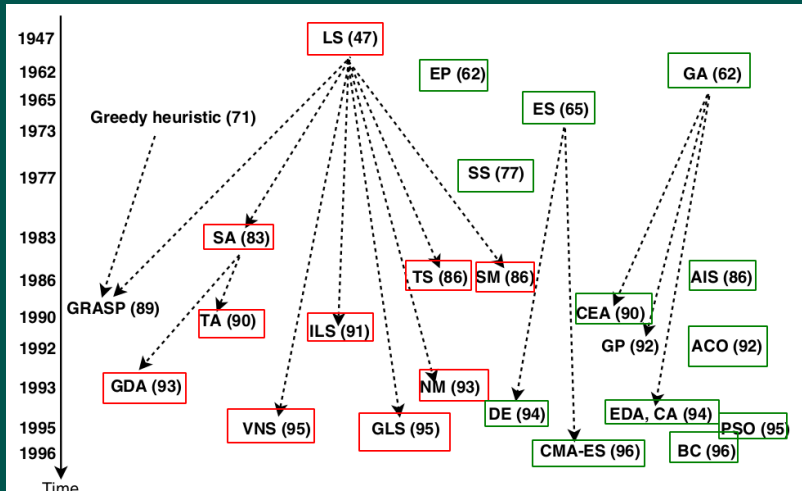 1947
LS (47)
1962
EP (62)
GA (62)
1965
ES (65)
Greedy heuristic (71)
1973
SS (77)
1977
1983
SA (83)
1986
TS (86)
SM (86)
AIS (86)
GRASP (89)
1990
TA (90)
ILS (91)
CEA (90)
1992
GP (92)
ACO (92)
1993
GDA (93)
NM (93)
DE (94)
EDA, CA (94)
1995
VNS (95)
GLS (95)
PSO (95)
1996
CMA-ES (96)
BC (96)
Time